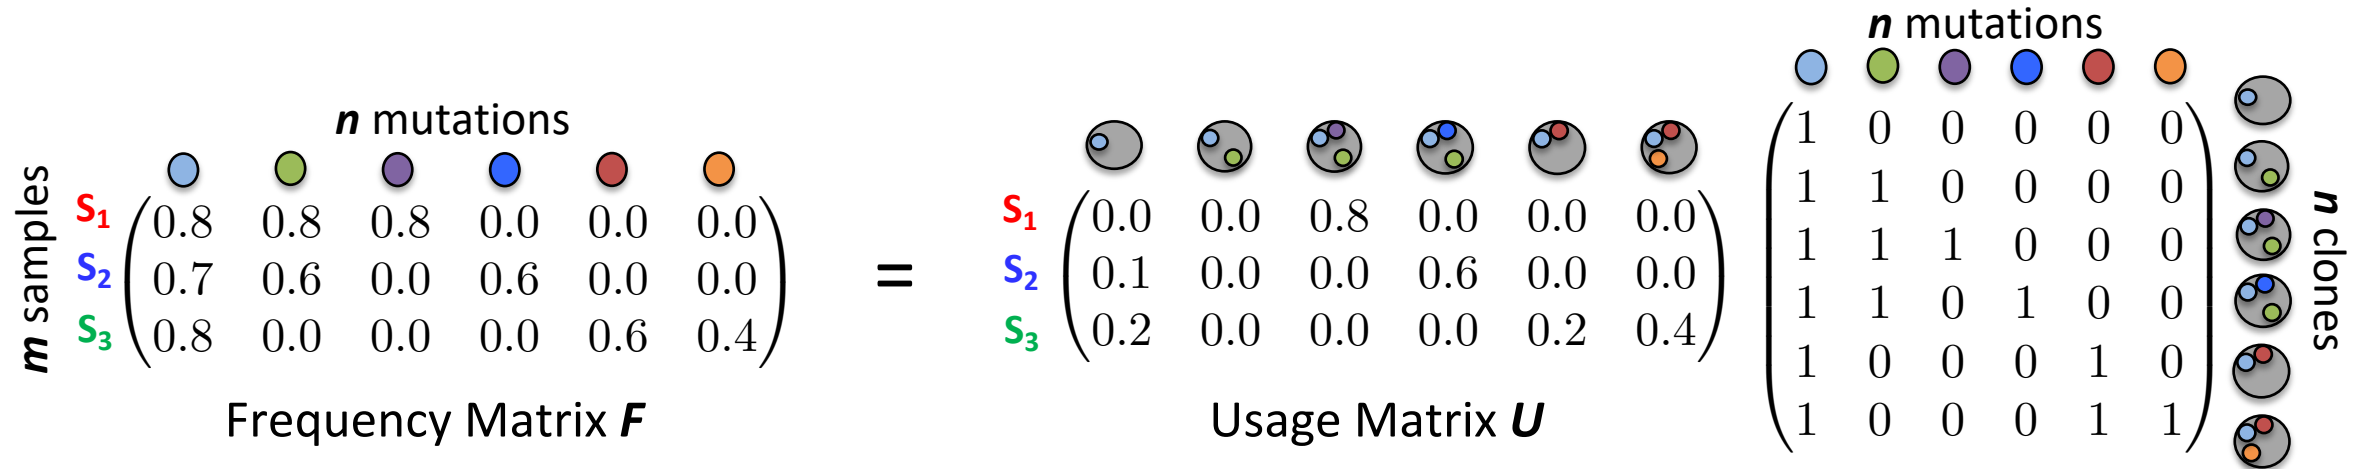 n mutations
m samples
S1 0.8 0.8 0.8 0.0 0.0 0.0
S2 0.7 0.6 0.0 0.6 0.0 0.0
S3 0.8 0.0 0.0 0.0 0.6 0.4
Frequency Matrix F
=
S1 0.0 0.0 0.8 0.0 0.0 0.0
S2 0.1 0.0 0.0 0.6 0.0 0.0
S3 0.2 0.0 0.0 0.0 0.2 0.4
Usage Matrix U
n mutations
1 0 0 0 0 0
1 1 0 0 0 0
1 1 1 0 0 0
1 1 0 1 0 0
1 0 0 0 1 0
1 0 0 0 1 1
n clones